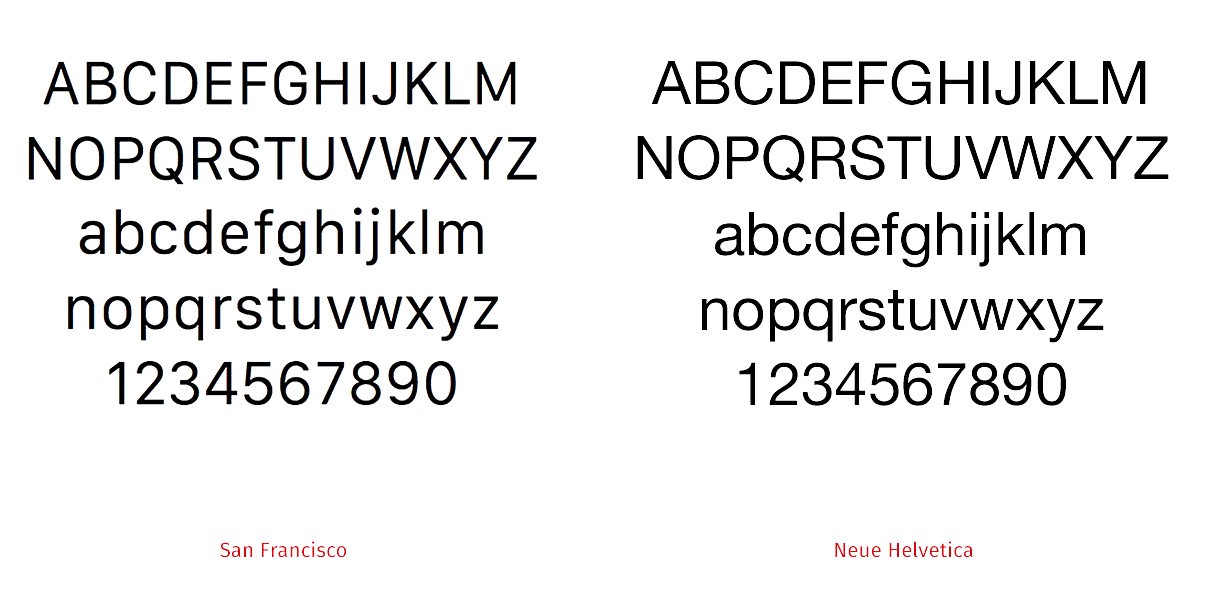 ABCDEFGHIJKLM
NOPQRSTUVWXYZ
abcdefghijklm
nopqrstuvwxyz
1234567890
San Francisco
ABCDEFGHIJKLM
NOPQRSTUVWXYZ
abcdefghijklm
nopqrstuvwxyz
1234567890
Neue Helvetica